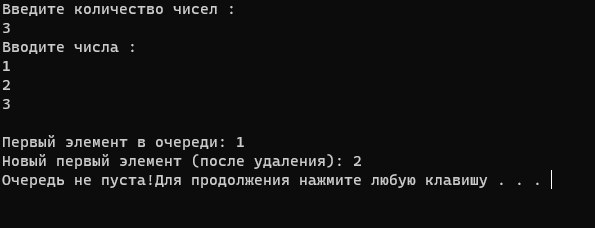 Введите количество чисел :
3
Вводите числа :
1
2
3
Первый элемент в очереди: 1
Новый первый элемент (после удаления): 2
Очередь не пуста!Для продолжения нажмите любую клавишу . . .